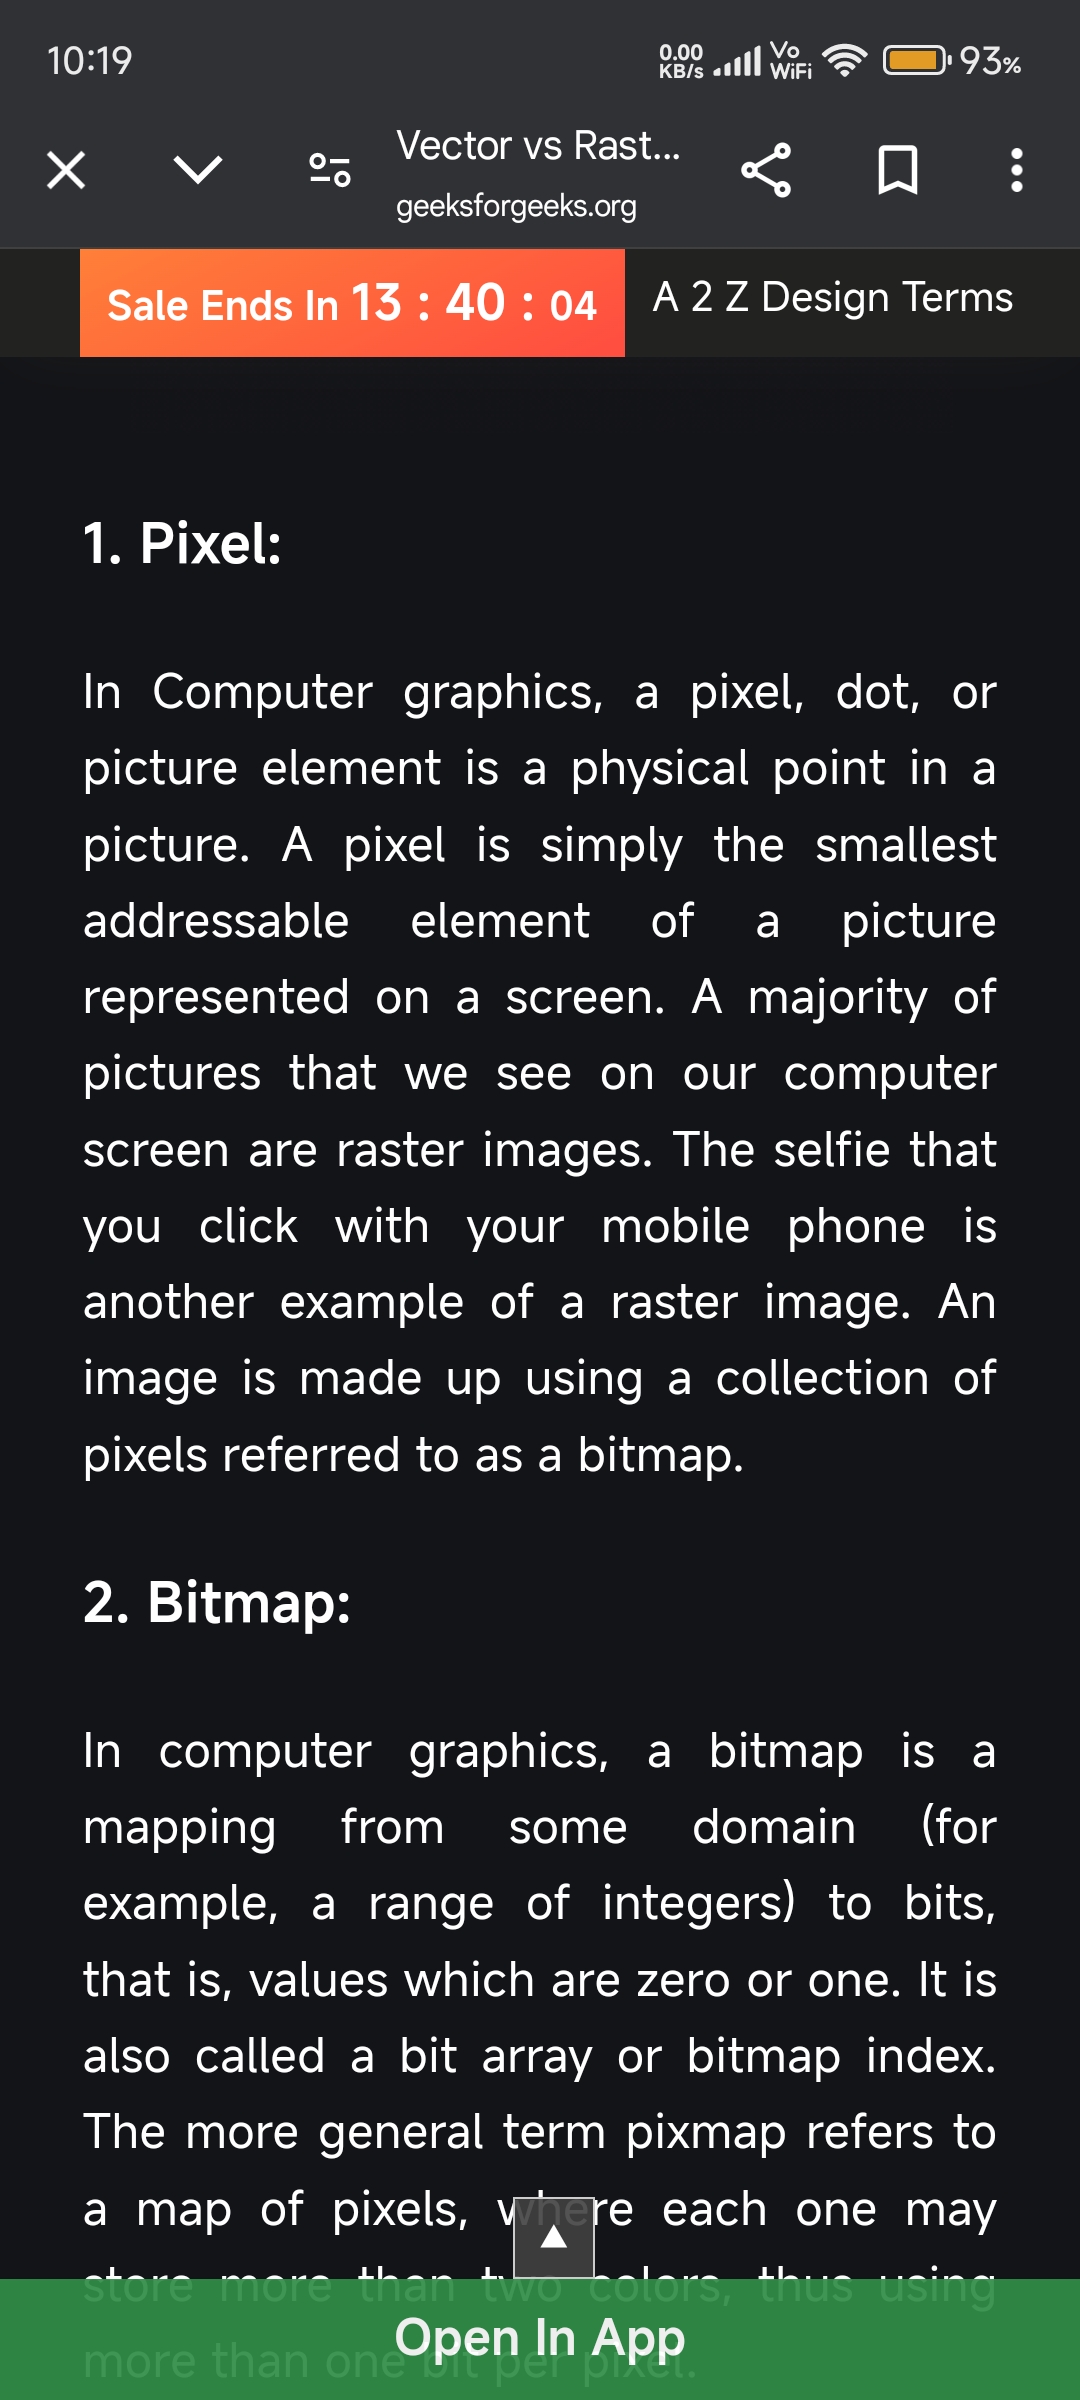 10:19
0.00
KB/s
Vo
WiFi
93%
Vector vs Rast...
geeksforgeeks.org
Sale Ends In 13 : 40 : 04
A 2 Z Design Terms
1. Pixel:
In Computer graphics, a pixel, dot, or
picture element is a physical point in a
picture. A pixel is simply the smallest
addressable element of a picture
represented on a screen. A majority of
pictures that we see on our computer
screen are raster images. The selfie that
you click with your mobile phone is
another example of a raster image. An
image is made up using a collection of
pixels referred to as a bitmap.
2. Bitmap:
In computer graphics, a bitmap is a
mapping from some domain (for
example, a range of integers) to bits,
that is, values which are zero or one. It is
also called a bit array or bitmap index.
The more general term pixmap refers to
a map of pixels, where each one may
store more than two colors, thus using
more than one bit per pixel.
Open In App